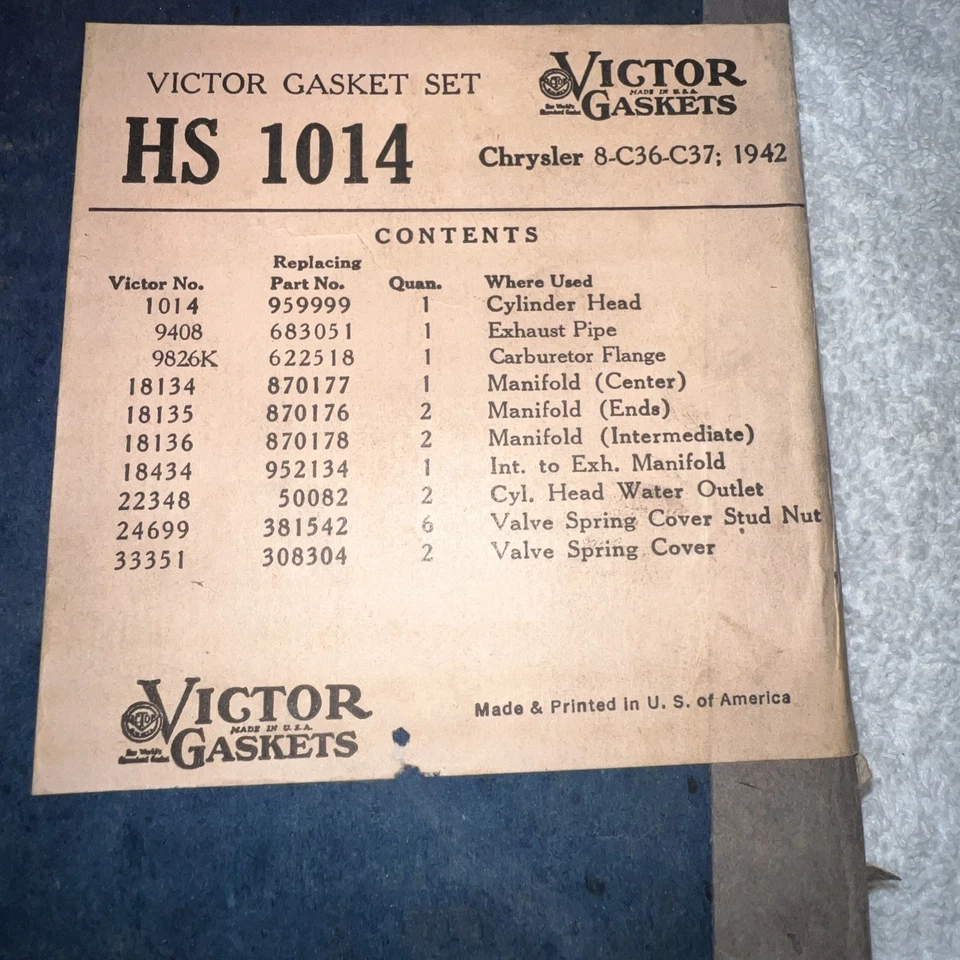 VICTOR GASKET SET
VICTOR
MADE IN U.S.A.
GASKETS
HS 1014
Chrysler 8-C36-C37; 1942
CONTENTS
Victor No. Replacing Part No. Quan. Where Used
1014 959999 1 Cylinder Head
9408 683051 1 Exhaust Pipe
9826K 622518 1 Carburetor Flange
18134 870177 1 Manifold (Center)
18135 870176 2 Manifold (Ends)
18136 870178 2 Manifold (Intermediate)
18434 952134 1 Int. to Exh. Manifold
22348 50082 2 Cyl. Head Water Outlet
24699 381542 6 Valve Spring Cover Stud Nut
33351 308304 2 Valve Spring Cover
VICTOR
MADE IN U.S.A.
GASKETS
Made & Printed in U. S. of America